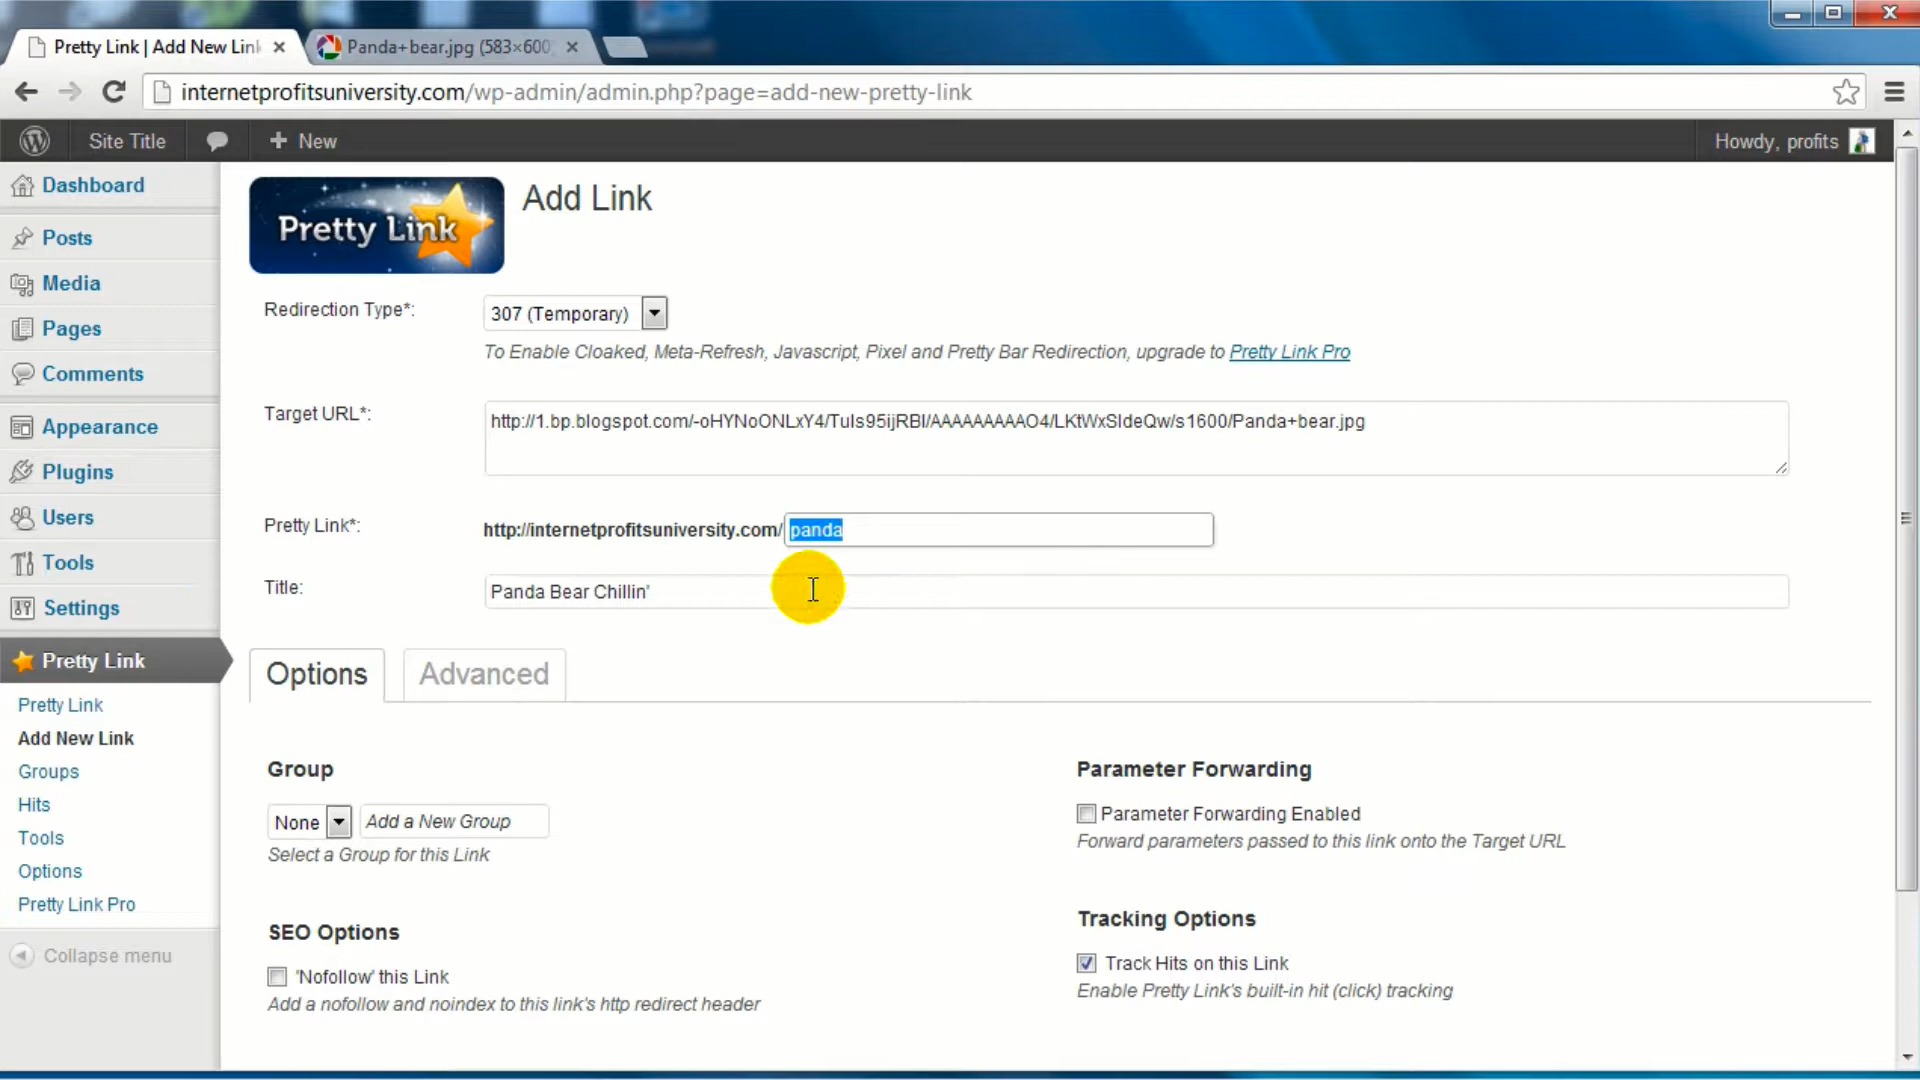 Pretty Link | Add New Link
Panda+bear.jpg (583×600
internetprofitsuniversity.com/wp-admin/admin.php?page=add-new-pretty-link
Site Title
+ New
Howdy, profits
Dashboard
Posts
Media
Pages
Comments
Appearance
Plugins
Users
Tools
Settings
Pretty Link
Pretty Link
Add New Link
Groups
Hits
Tools
Options
Pretty Link Pro
Collapse menu
Pretty Link
Add Link
Redirection Type*:
307 (Temporary)
To Enable Cloaked, Meta-Refresh, Javascript, Pixel and Pretty Bar Redirection, upgrade to Pretty Link Pro
Target URL*:
http://1.bp.blogspot.com/-oHYNoONLxY4/TuIs95ijRBI/AAAAAAAAAO4/LKtWxSIdeQw/s1600/Panda+bear.jpg
Pretty Link*:
http://internetprofitsuniversity.com/ panda
Title:
Panda Bear Chillin'
Options
Advanced
Group
None
Add a New Group
Select a Group for this Link
SEO Options
'Nofollow' this Link
Add a nofollow and noindex to this link's http redirect header
Parameter Forwarding
Parameter Forwarding Enabled
Forward parameters passed to this link onto the Target URL
Tracking Options
Track Hits on this Link
Enable Pretty Link's built-in hit (click) tracking